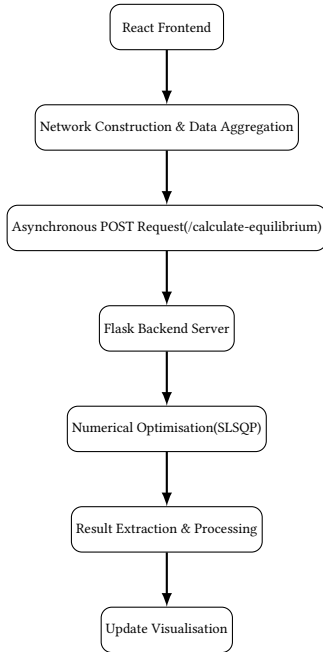 React Frontend
Network Construction & Data Aggregation
Asynchronous POST Request(/calculate-equilibrium)
Flask Backend Server
Numerical Optimisation(SLSQP)
Result Extraction & Processing
Update Visualisation